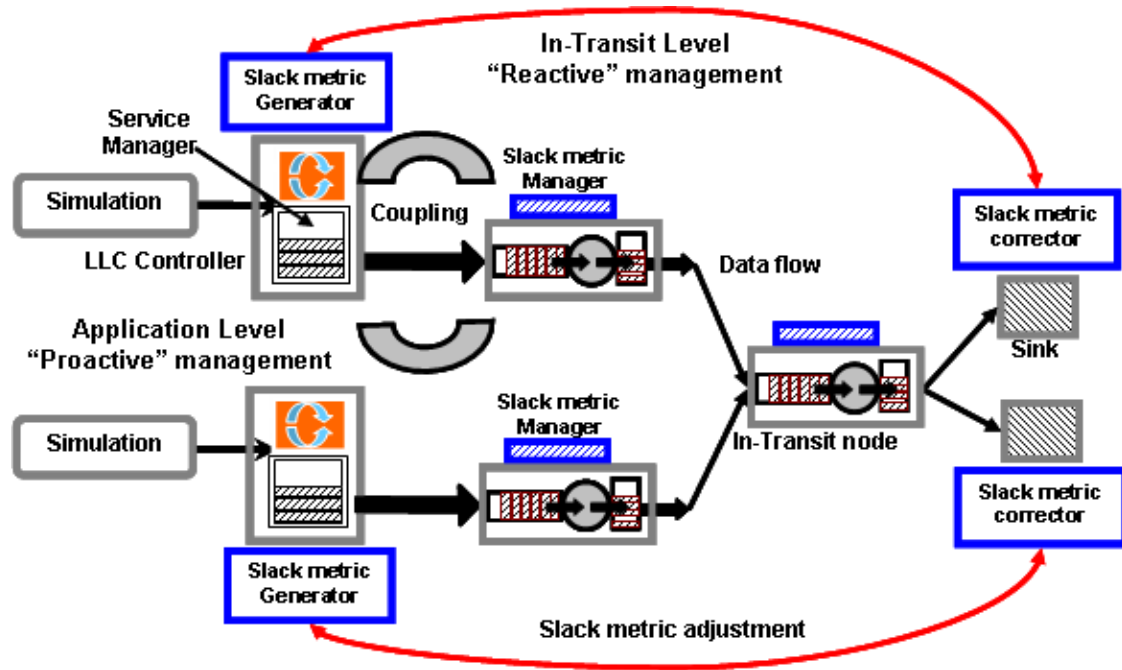 In-Transit Level
“Reactive” management
Slack metric
Generator
Service
Manager
Slack metric
Manager
Simulation
Coupling
Slack metric
corrector
LLC Controller
Data flow
Application Level
“Proactive” management
Sink
Slack metric
Manager
Simulation
In-Transit node
Slack metric
corrector
Slack metric
Generator
Slack metric adjustment